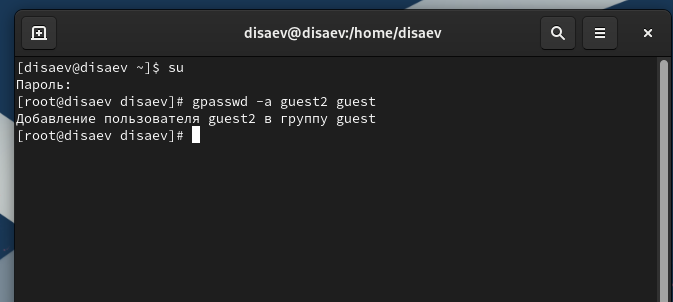 disaev@disaev:/home/disaev
[disaev@disaev ~]$ su
Пароль:
[root@disaev disaev]# gpasswd -a guest2 guest
Добавление пользователя guest2 в группу guest
[root@disaev disaev]#